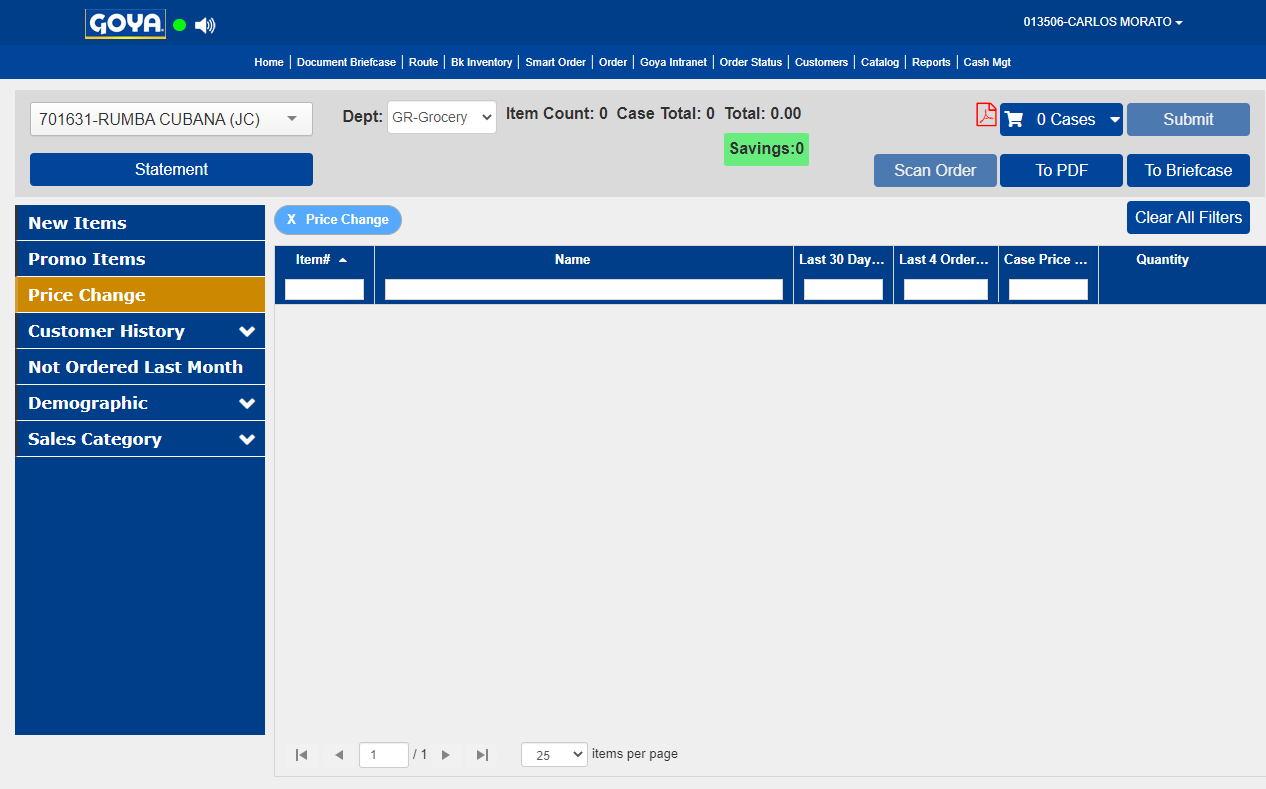 GOYA
013506-CARLOS MORATO
Home | Document Briefcase | Route | Bk Inventory | Smart Order | Order | Goya Intranet | Order Status | Customers | Catalog | Reports | Cash Mgt
701631-RUMBA CUBANA (JC)
Dept: GR-Grocery
Item Count: 0 Case Total: 0 Total: 0.00
0 Cases
Submit
Savings:0
Statement
Scan Order
To PDF
To Briefcase
New Items
Promo Items
Price Change
Customer History
Not Ordered Last Month
Demographic
Sales Category
X Price Change
Clear All Filters
Item# Name Last 30 Day... Last 4 Order... Case Price ... Quantity
1 / 1 25 items per page